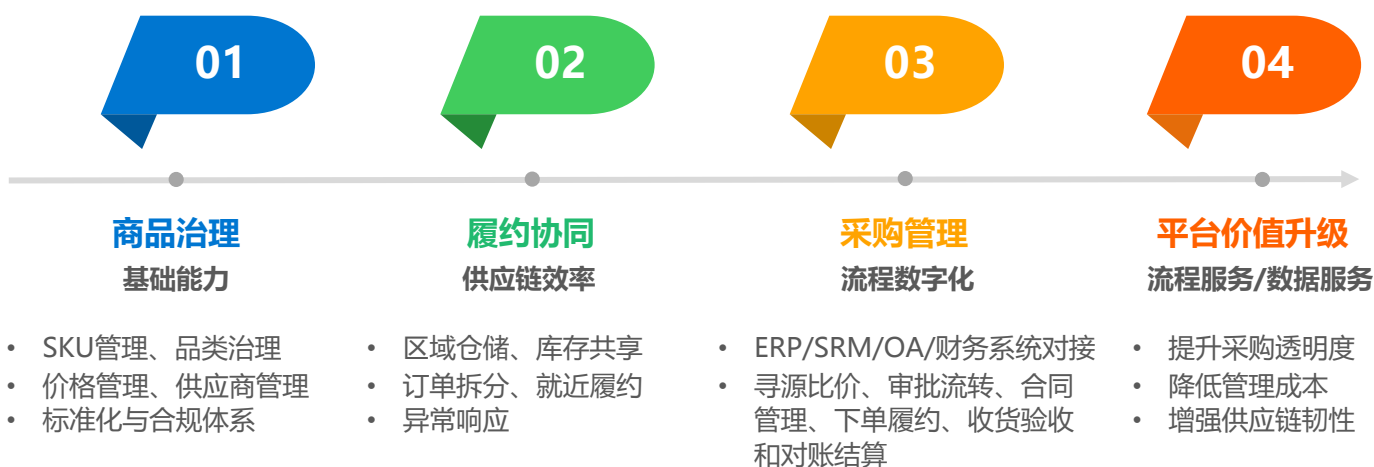 01
02
03
04
商品治理
基础能力
• SKU管理、品类治理
• 价格管理、供应商管理
• 标准化与合规体系
履约协同
供应链效率
• 区域仓储、库存共享
• 订单拆分、就近履约
• 异常响应
采购管理
流程数字化
• ERP/SRM/OA/财务系统对接
• 寻源比价、审批流转、合同
管理、下单履约、收货验收
和对账结算
平台价值升级
流程服务/数据服务
• 提升采购透明度
• 降低管理成本
• 增强供应链韧性